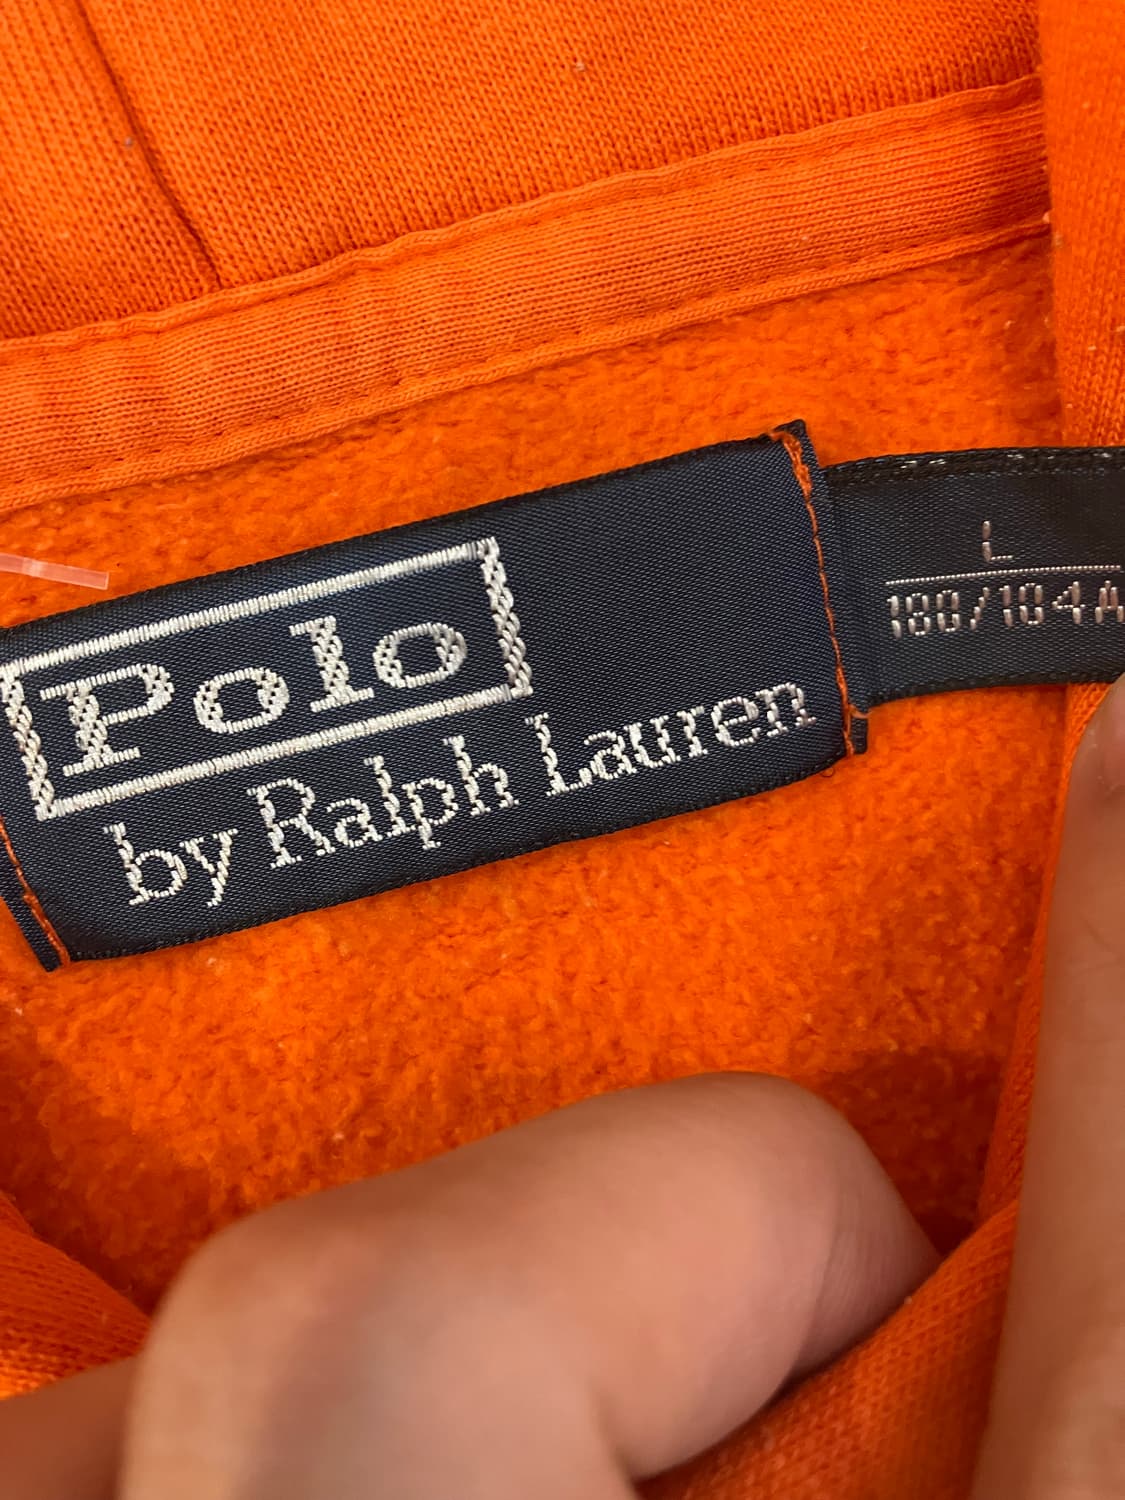 Polo
by Ralph Lauren
L
180/104A